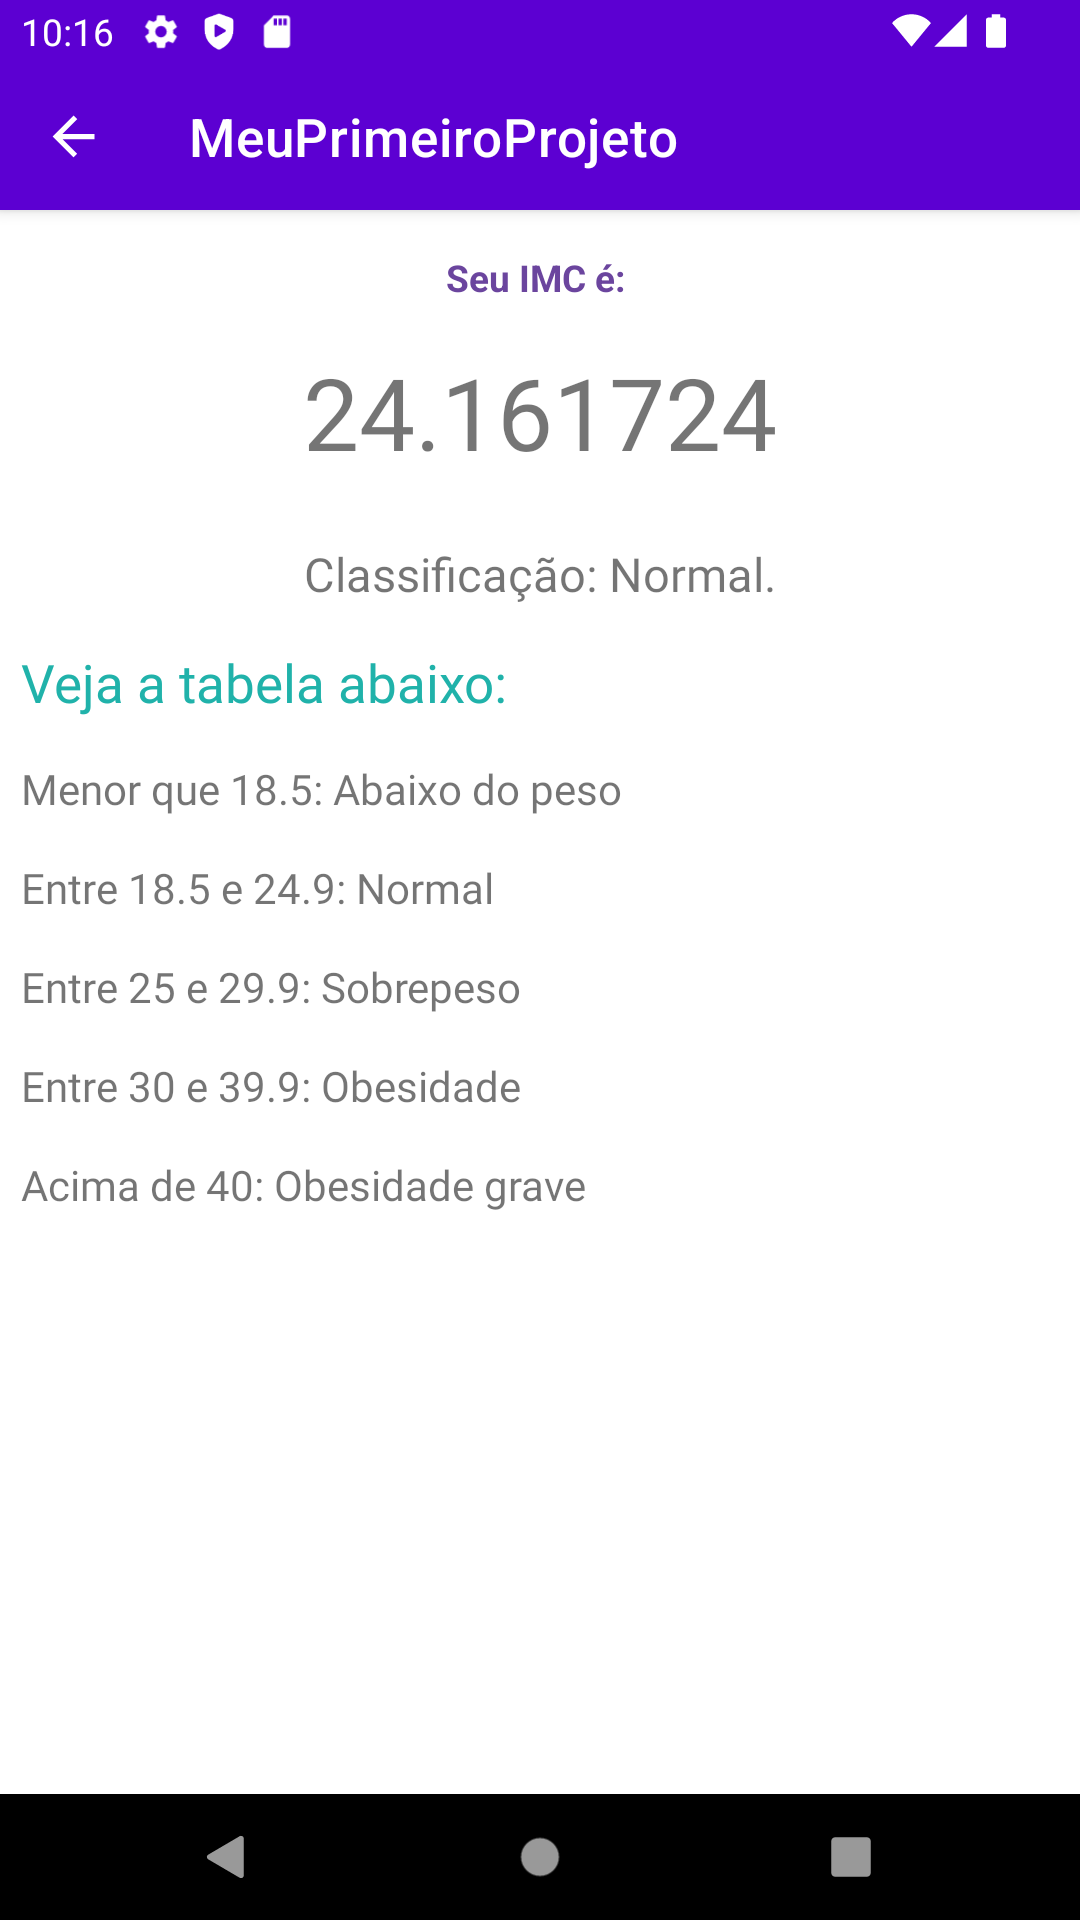 10:16
MeuPrimeiroProjeto
Seu IMC é:
24.161724
Classificação: Normal.
Veja a tabela abaixo:
Menor que 18.5: Abaixo do peso
Entre 18.5 e 24.9: Normal
Entre 25 e 29.9: Sobrepeso
Entre 30 e 39.9: Obesidade
Acima de 40: Obesidade grave